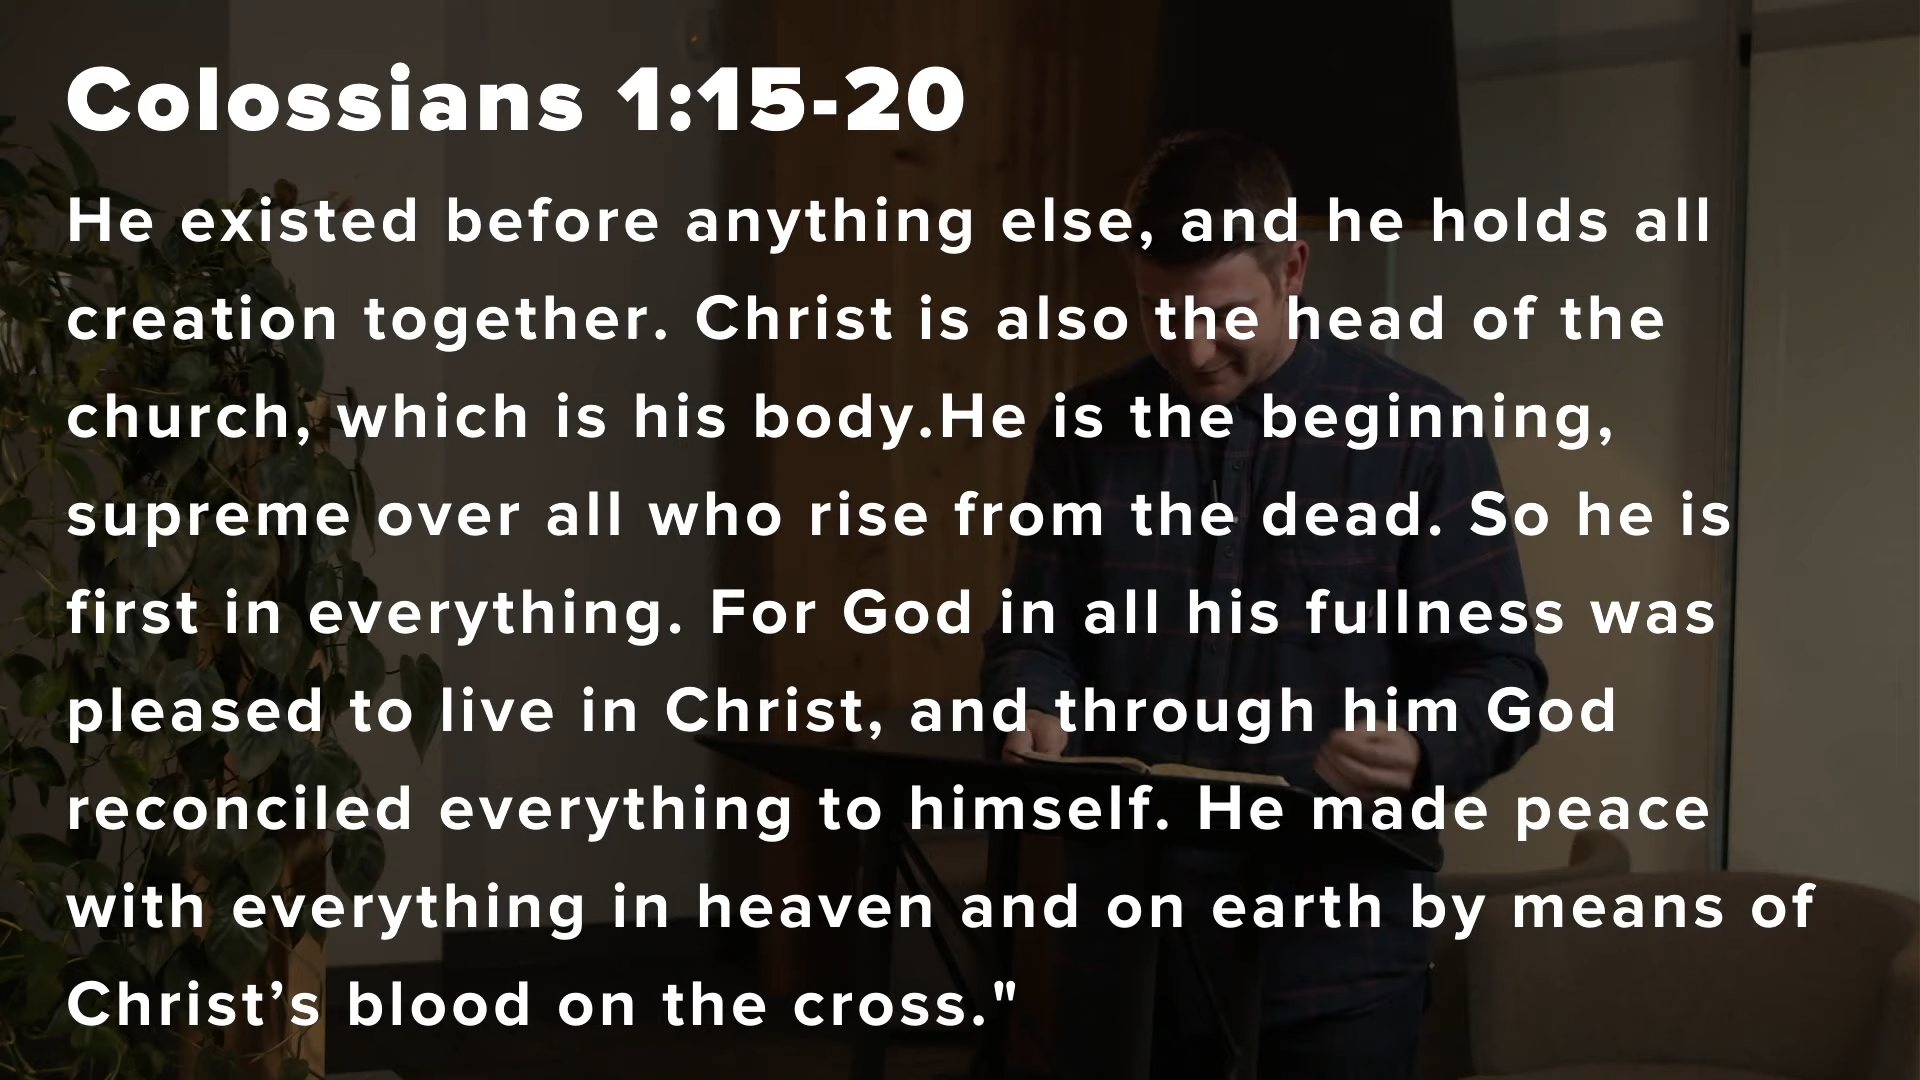 Colossians 1:15-20
He existed before anything else, and he holds all
creation together. Christ is also the head of the
church, which is his body.He is the beginning,
supreme over all who rise from the dead. So he is
first in everything. For God in all his fullness was
pleased to live in Christ, and through him God
reconciled everything to himself. He made peace
with everything in heaven and on earth by means of
Christ’s blood on the cross."